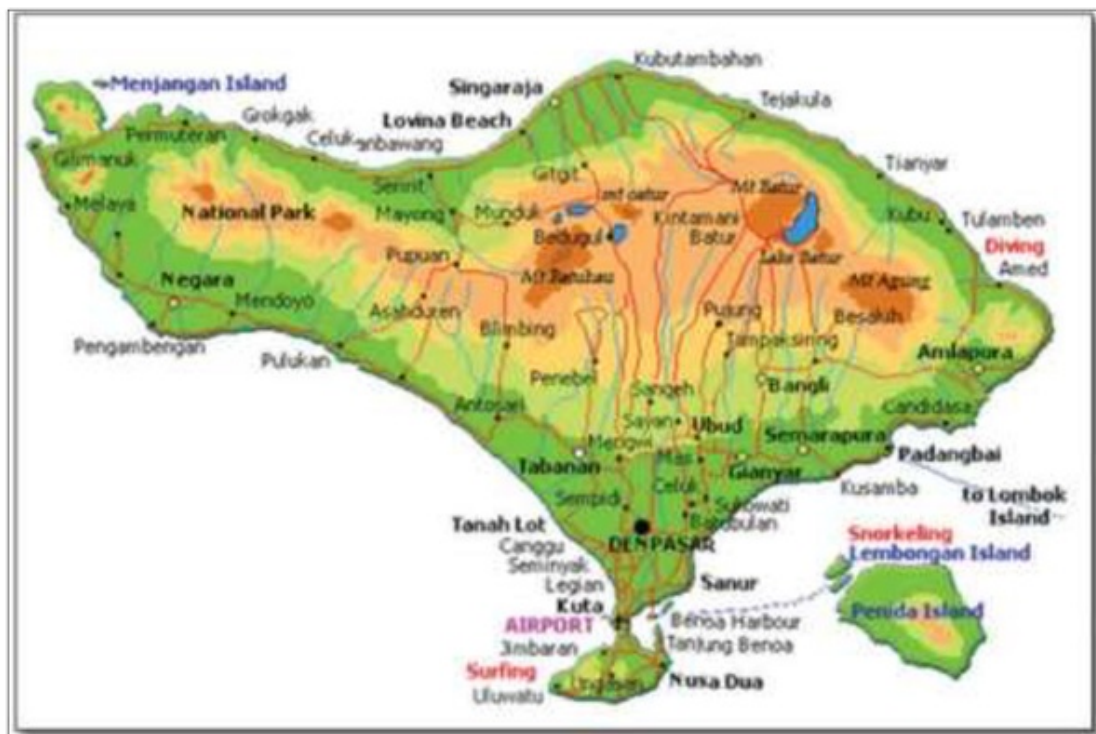 Kubutambahan
Menjangan Island
Singaraja
Tejakula
Grokgak
Lovina Beach
Permuteran
Celuk
anbawang
Gilimanuk
Tianyar
Gitgit
Seririt
Mt Batur
Melaya
National Park
Mayong
Munduk
Kintamani
Kubu
Tulamben
Bedugul
Batur
Diving
Pupuan
Lake Batur
Amed
Negara
Mt Agung
Mendoyo
Asahduren
Pujung
Besakih
Blimbing
Tampaksiring
Pengambengan
Pulukan
Amlapura
Penebel
Sangeh
Bangli
Antosari
Candidasa
Sayan
Ubud
Semarapura
Mengwi
Padangbai
Tabanan
Mas
Gianyar
Kusamba
Celuk
to Lombok
Island
Sempidi
Sukowati
Batubulan
Tanah Lot
DENPASAR
Snorkeling
Canggu
Lembongan Island
Seminyak
Legian
Sanur
Kuta
Penida Island
AIRPORT
Benoa Harbour
Tanjung Benoa
Jimbaran
Surfing
Ungasan
Nusa Dua
Uluwatu